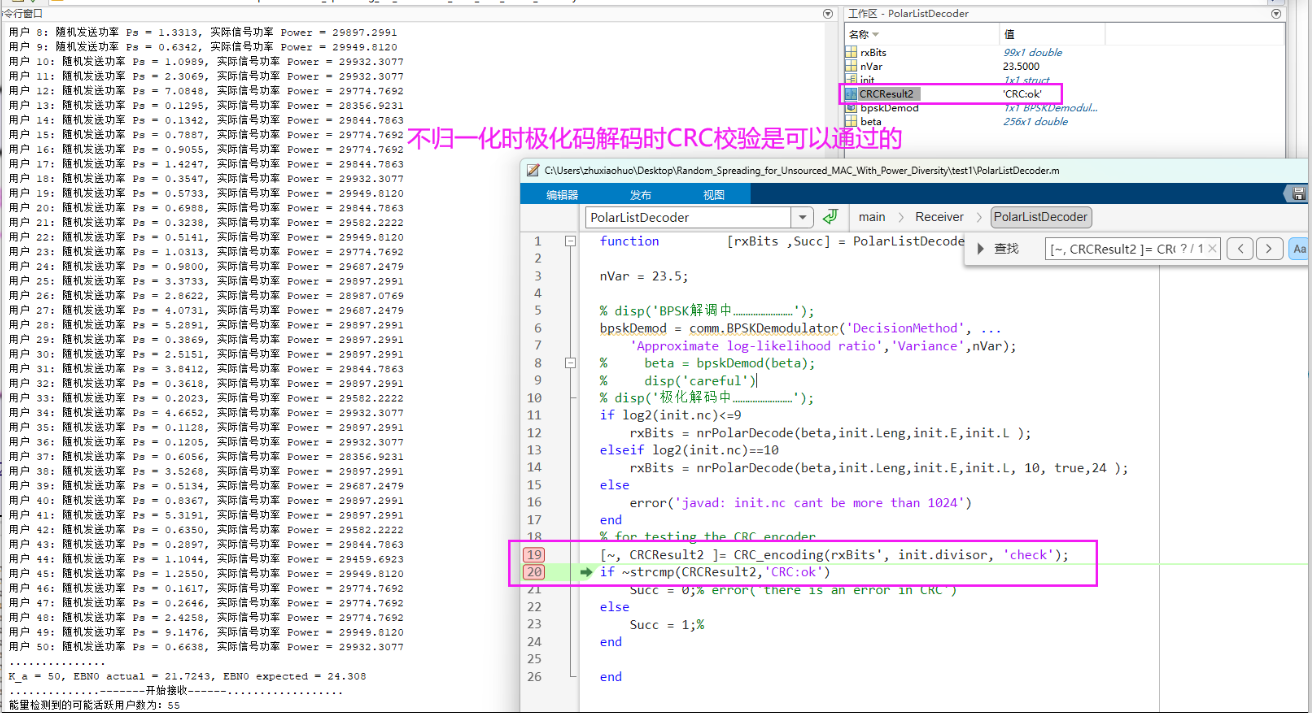 命令行窗口
用户 8: 随机发送功率 Ps = 1.3313, 实际信号功率 Power = 29897.2991
用户 9: 随机发送功率 Ps = 0.6342, 实际信号功率 Power = 29949.8120
用户 10: 随机发送功率 Ps = 1.0989, 实际信号功率 Power = 29932.3077
用户 11: 随机发送功率 Ps = 2.3069, 实际信号功率 Power = 29932.3077
用户 12: 随机发送功率 Ps = 7.0848, 实际信号功率 Power = 29774.7692
用户 13: 随机发送功率 Ps = 0.1295, 实际信号功率 Power = 28356.9231
用户 14: 随机发送功率 Ps = 0.1342, 实际信号功率 Power = 29844.7863
用户 15: 随机发送功率 Ps = 0.7887, 实际信号功率 Power = 29774.7692
用户 16: 随机发送功率 Ps = 0.9055, 实际信号功率 Power = 29774.7692
用户 17: 随机发送功率 Ps = 1.4247, 实际信号功率 Power = 29844.7863
用户 18: 随机发送功率 Ps = 0.3547, 实际信号功率 Power = 29844.7863
用户 19: 随机发送功率 Ps = 0.5733, 实际信号功率 Power = 29949.8120
用户 20: 随机发送功率 Ps = 0.6988, 实际信号功率 Power = 29844.7863
用户 21: 随机发送功率 Ps = 0.3238, 实际信号功率 Power = 29582.2222
用户 22: 随机发送功率 Ps = 0.5141, 实际信号功率 Power = 29949.8120
用户 23: 随机发送功率 Ps = 1.0313, 实际信号功率 Power = 29774.7692
用户 24: 随机发送功率 Ps = 0.9800, 实际信号功率 Power = 29687.2479
用户 25: 随机发送功率 Ps = 3.3733, 实际信号功率 Power = 29897.2991
用户 26: 随机发送功率 Ps = 2.8622, 实际信号功率 Power = 28987.0769
用户 27: 随机发送功率 Ps = 4.0731, 实际信号功率 Power = 29687.2479
用户 28: 随机发送功率 Ps = 5.2891, 实际信号功率 Power = 29897.2991
用户 29: 随机发送功率 Ps = 0.3869, 实际信号功率 Power = 29897.2991
用户 30: 随机发送功率 Ps = 2.5151, 实际信号功率 Power = 29897.2991
用户 31: 随机发送功率 Ps = 3.8412, 实际信号功率 Power = 29844.7863
用户 32: 随机发送功率 Ps = 0.3618, 实际信号功率 Power = 29897.2991
用户 33: 随机发送功率 Ps = 0.2023, 实际信号功率 Power = 29582.2222
用户 34: 随机发送功率 Ps = 4.6652, 实际信号功率 Power = 29932.3077
用户 35: 随机发送功率 Ps = 0.1128, 实际信号功率 Power = 29897.2991
用户 36: 随机发送功率 Ps = 0.1205, 实际信号功率 Power = 29932.3077
用户 37: 随机发送功率 Ps = 0.6056, 实际信号功率 Power = 28356.9231
用户 38: 随机发送功率 Ps = 3.5268, 实际信号功率 Power = 29897.2991
用户 39: 随机发送功率 Ps = 0.5134, 实际信号功率 Power = 29687.2479
用户 40: 随机发送功率 Ps = 0.8367, 实际信号功率 Power = 29897.2991
用户 41: 随机发送功率 Ps = 5.3191, 实际信号功率 Power = 29897.2991
用户 42: 随机发送功率 Ps = 0.6350, 实际信号功率 Power = 29582.2222
用户 43: 随机发送功率 Ps = 0.2897, 实际信号功率 Power = 29844.7863
用户 44: 随机发送功率 Ps = 1.1044, 实际信号功率 Power = 29459.6923
用户 45: 随机发送功率 Ps = 1.2550, 实际信号功率 Power = 29949.8120
用户 46: 随机发送功率 Ps = 0.1617, 实际信号功率 Power = 29774.7692
用户 47: 随机发送功率 Ps = 0.2646, 实际信号功率 Power = 29774.7692
用户 48: 随机发送功率 Ps = 2.4258, 实际信号功率 Power = 29774.7692
用户 49: 随机发送功率 Ps = 9.1476, 实际信号功率 Power = 29949.8120
用户 50: 随机发送功率 Ps = 0.6638, 实际信号功率 Power = 29932.3077
...............
K_a = 50, EBNO actual = 21.7243, EBNO expected = 24.308
..............-------开始接收------.................
能量检测到的可能活跃用户数为: 55
工作区 - PolarListDecoder
名称 值
rxBits 99x1 double
nVar 23.5000
init 1x1 struct
CRCResult2 'CRC:ok'
bpskDemod 1x1 BPSKDemodul...
beta 256x1 double
不归一化时极化码解码时CRC校验是可以通过的
C:\Users\zhuxiaohuo\Desktop\Random_Spreading_for_Unsourced_MAC_With_Power_Diversity\test1\PolarListDecoder.m
编辑器 发布 视图
PolarListDecoder main Receiver PolarListDecoder
查找 [~, CRCResult2 ]= CR( ? / 1 × Aa
1 function [rxBits ,Succ] = PolarListDecode
2
3 nVar = 23.5;
4
5 % disp('BPSK解调中……………………');
6 bpskDemod = comm.BPSKDemodulator('DecisionMethod', ...
7 'Approximate log-likelihood ratio','Variance',nVar);
8 % beta = bpskDemod(beta);
9 % disp('careful')
10 % disp('极化解码中……………………');
11 if log2(init.nc)<=9
12 rxBits = nrPolarDecode(beta,init.Leng,init.E,init.L );
13 elseif log2(init.nc)==10
14 rxBits = nrPolarDecode(beta,init.Leng,init.E,init.L, 10, true,24 );
15 else
16 error('javad: init.nc cant be more than 1024')
17 end
18 % for testing the CRC encoder
19 [~, CRCResult2 ]= CRC_encoding(rxBits', init.divisor, 'check');
20 if ~strcmp(CRCResult2,'CRC:ok')
21 Succ = 0;% error('there is an error in CRC')
22 else
23 Succ = 1;%
24 end
25
26 end